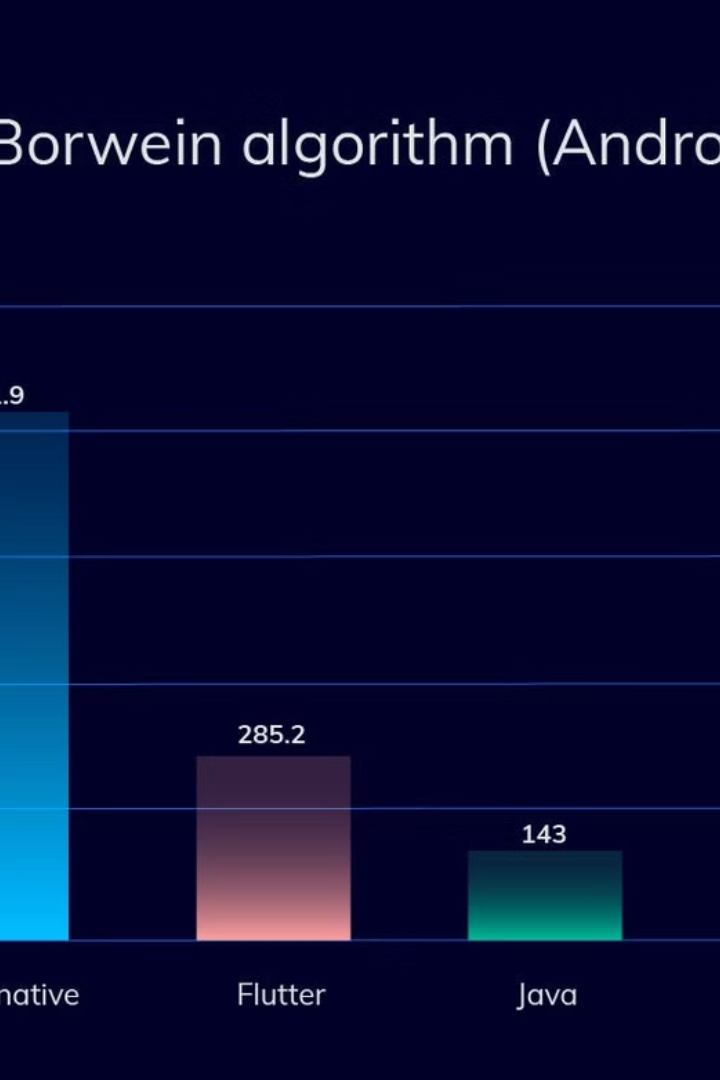 Borwein algorithm (Andro
.9
285.2
143
native
Flutter
Java